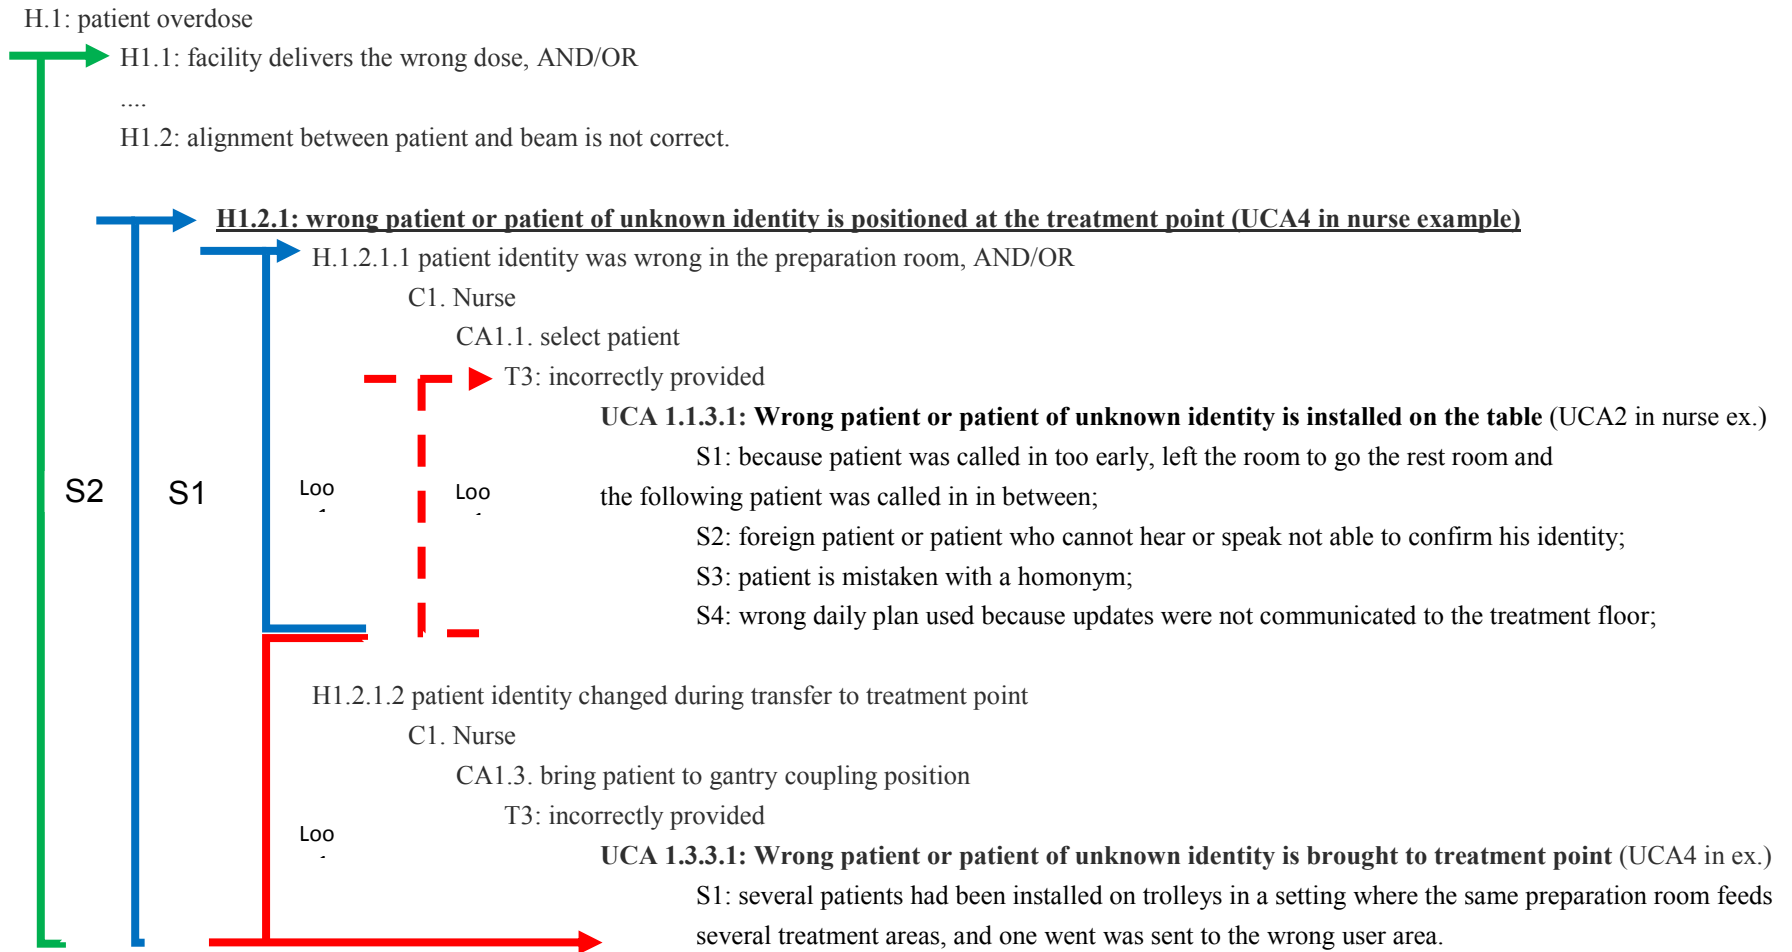 H.1: patient overdose
H1.1: facility delivers the wrong dose, AND/OR
....
H1.2: alignment between patient and beam is not correct.
H1.2.1: wrong patient or patient of unknown identity is positioned at the treatment point (UCA4 in nurse example)
H.1.2.1.1 patient identity was wrong in the preparation room, AND/OR
C1. Nurse
CA1.1. select patient
T3: incorrectly provided
UCA 1.1.3.1: Wrong patient or patient of unknown identity is installed on the table (UCA2 in nurse ex.)
S1: because patient was called in too early, left the room to go the rest room and
S2 S1 Loo Loo the following patient was called in in between;
S2: foreign patient or patient who cannot hear or speak not able to confirm his identity;
S3: patient is mistaken with a homonym;
S4: wrong daily plan used because updates were not communicated to the treatment floor;
H1.2.1.2 patient identity changed during transfer to treatment point
C1. Nurse
CA1.3. bring patient to gantry coupling position
T3: incorrectly provided
Loo
UCA 1.3.3.1: Wrong patient or patient of unknown identity is brought to treatment point (UCA4 in ex.)
S1: several patients had been installed on trolleys in a setting where the same preparation room feeds
several treatment areas, and one went was sent to the wrong user area.